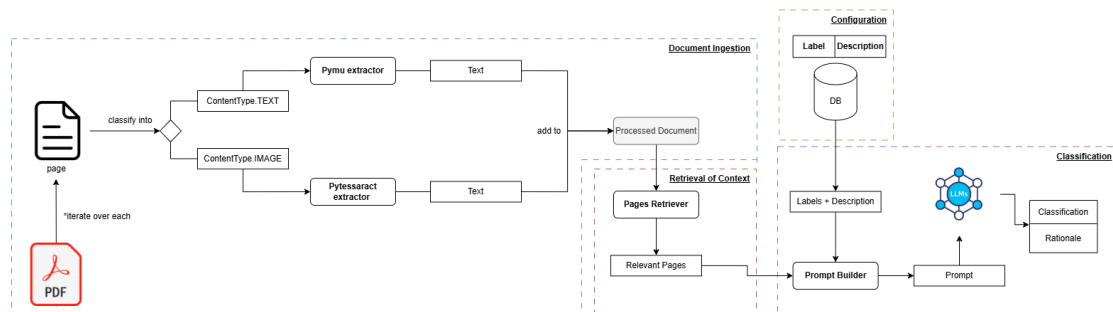 Configuration
Label
Description
DB
Document Ingestion
Pymu extractor
Text
ContentType.TEXT
classify into
page
ContentType.IMAGE
Pytessaract
extractor
Text
add to
Processed Document
*iterate over each
PDF
Retrieval of Context
Pages Retriever
Relevant Pages
Classification
Labels + Description
LLMs
Classification
Rationale
Prompt Builder
Prompt